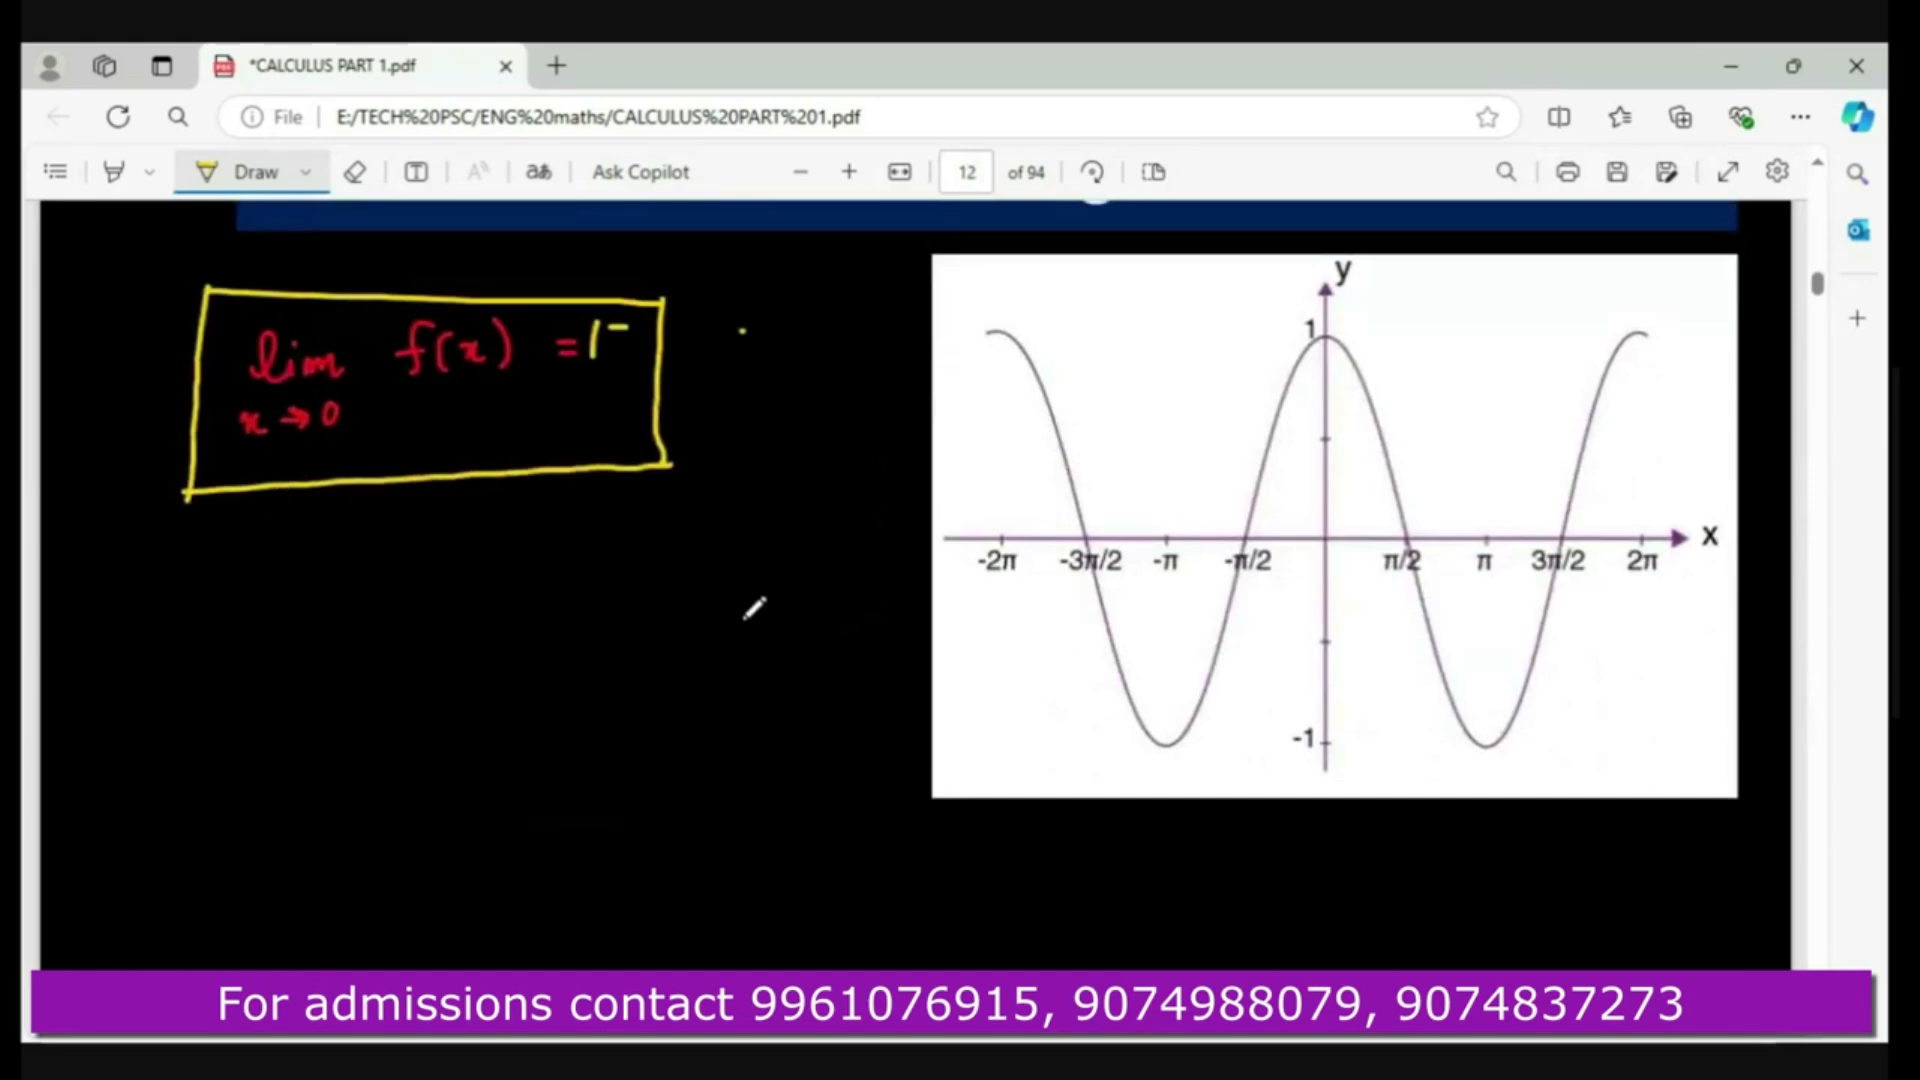 *CALCULUS PART 1.pdf
File
E:/TECH%20PSC/ENG%20maths/CALCULUS%20PART%201.pdf
Draw
aあ
Ask Copilot
12 of 94
lim f(x) = 1⁻
x → 0
y
1
x
-2π -3π/2 -π -π/2 π/2 π 3π/2 2π
-1
For admissions contact 9961076915, 9074988079, 9074837273